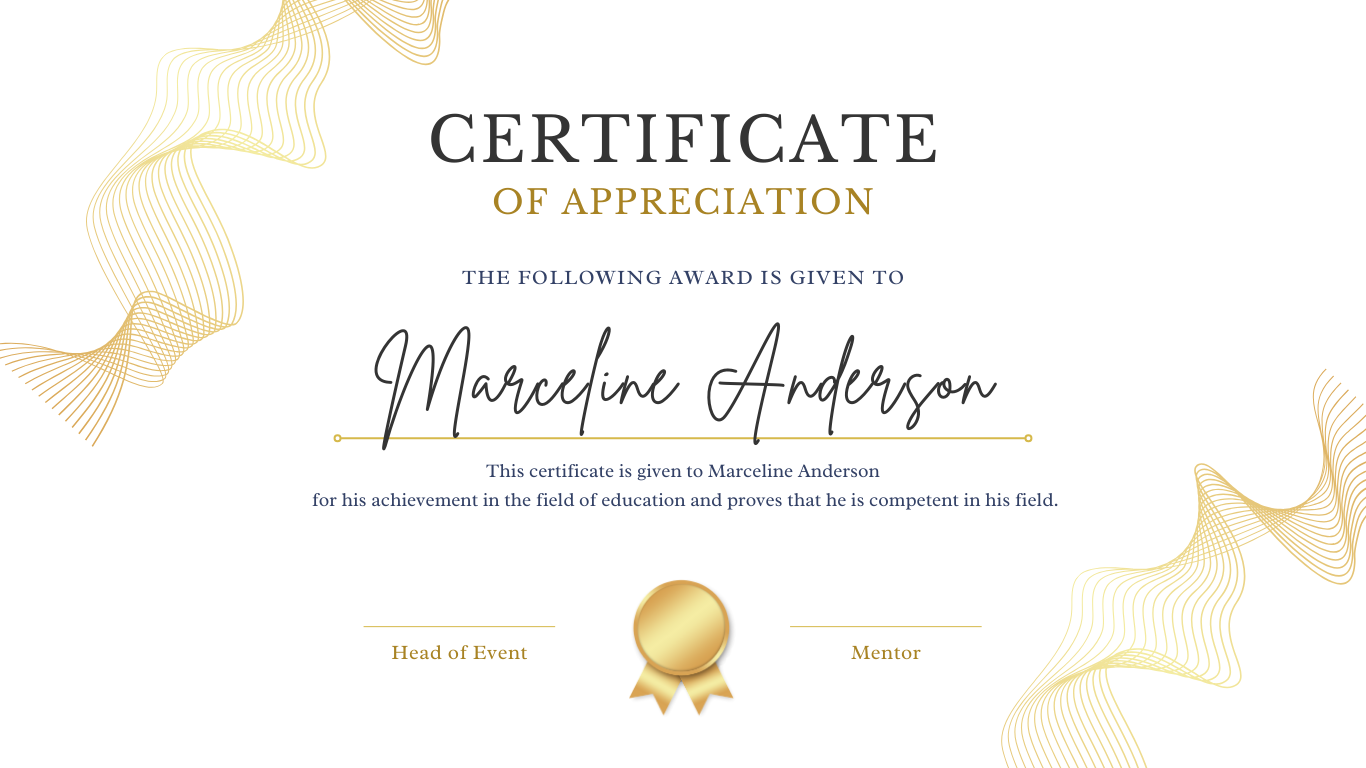 CERTIFICATE
OF APPRECIATION
THE FOLLOWING AWARD IS GIVEN TO
Marceline Anderson
This certificate is given to Marceline Anderson
for his achievement in the field of education and proves that he is competent in his field.
Head of Event
Mentor